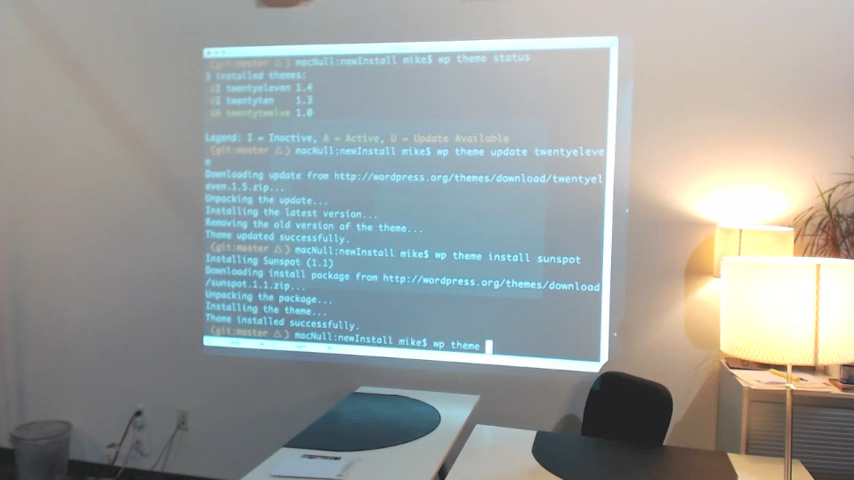 (git:master △) macNull:newInstall mike$ wp theme status
3 installed themes:
UI twentyeleven 1.4
UI twentyten 1.3
UA twentytwelve 1.0
Legend: I = Inactive, A = Active, U = Update Available
(git:master △) macNull:newInstall mike$ wp theme update twentyeleve
n
Downloading update from http://wordpress.org/themes/download/twentyel
even.1.5.zip...
Unpacking the update...
Installing the latest version...
Removing the old version of the theme...
Theme updated successfully.
(git:master △) macNull:newInstall mike$ wp theme install sunspot
Installing Sunspot (1.1)
Downloading install package from http://wordpress.org/themes/download
/sunspot.1.1.zip...
Unpacking the package...
Installing the theme...
Theme installed successfully.
(git:master △) macNull:newInstall mike$ wp theme